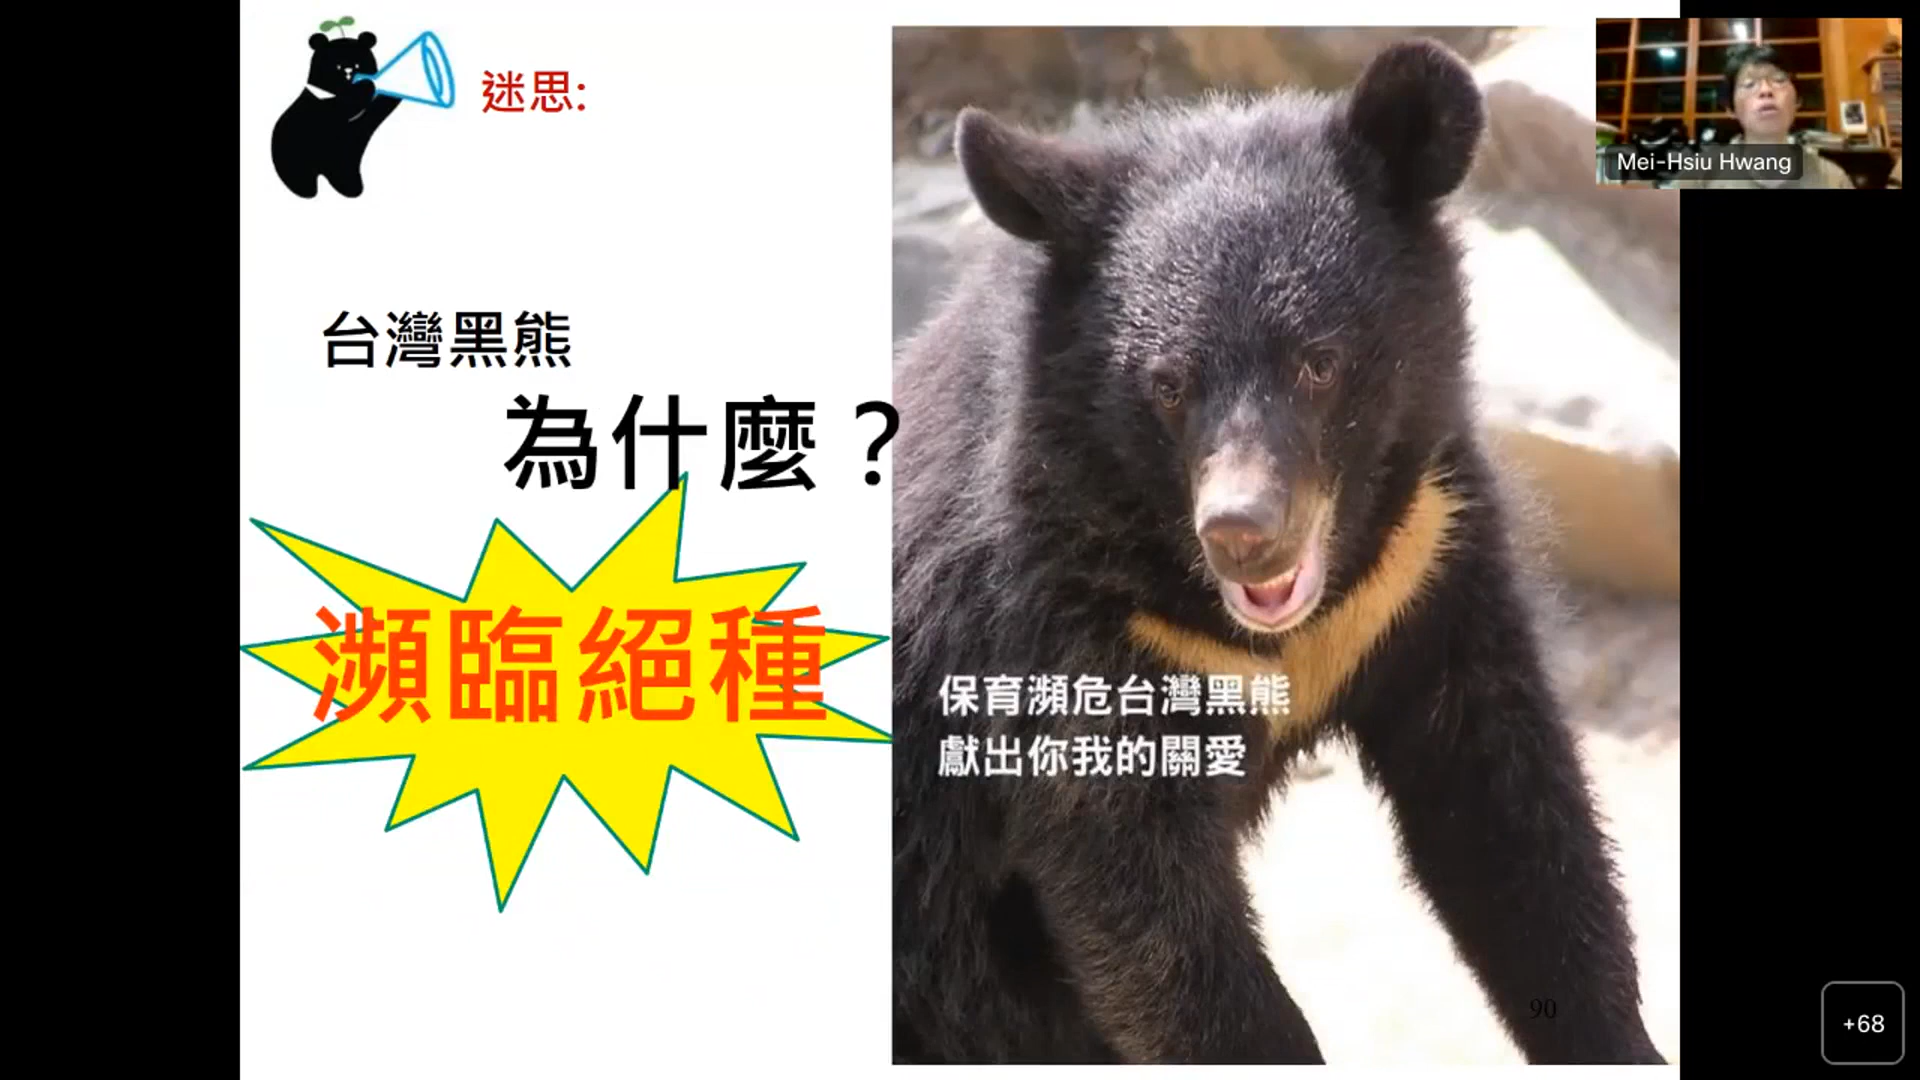 迷思:
台灣黑熊
為什麼？
瀕臨絕種
保育瀕危台灣黑熊
獻出你我的關愛
90
Mei-Hsiu Hwang
+68